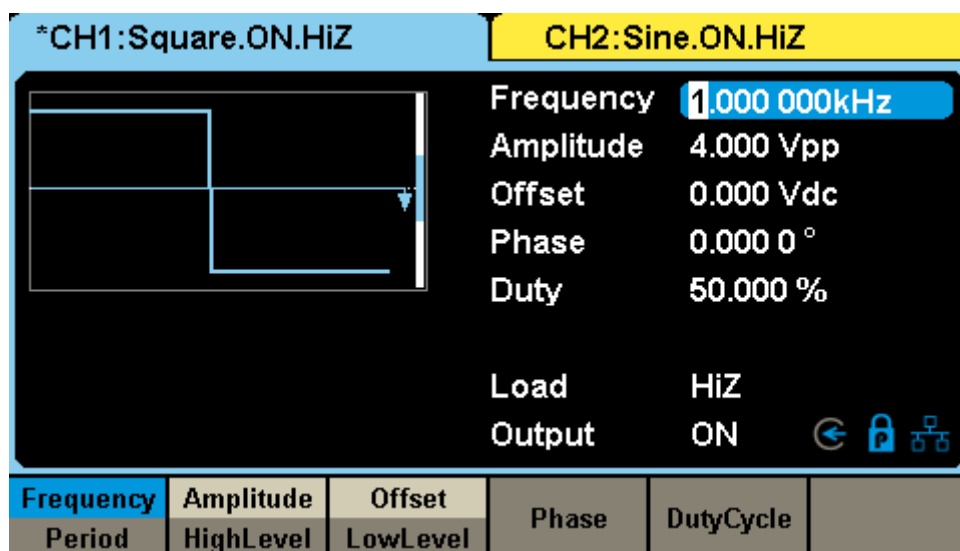 *CH1:Square.ON.HiZ CH2:Sine.ON.HiZ
Frequency 1.000 000kHz
Amplitude 4.000 Vpp
Offset 0.000 Vdc
Phase 0.000 0 °
Duty 50.000 %
Load HiZ
Output ON
Frequency Amplitude Offset Phase DutyCycle
Period HighLevel LowLevel